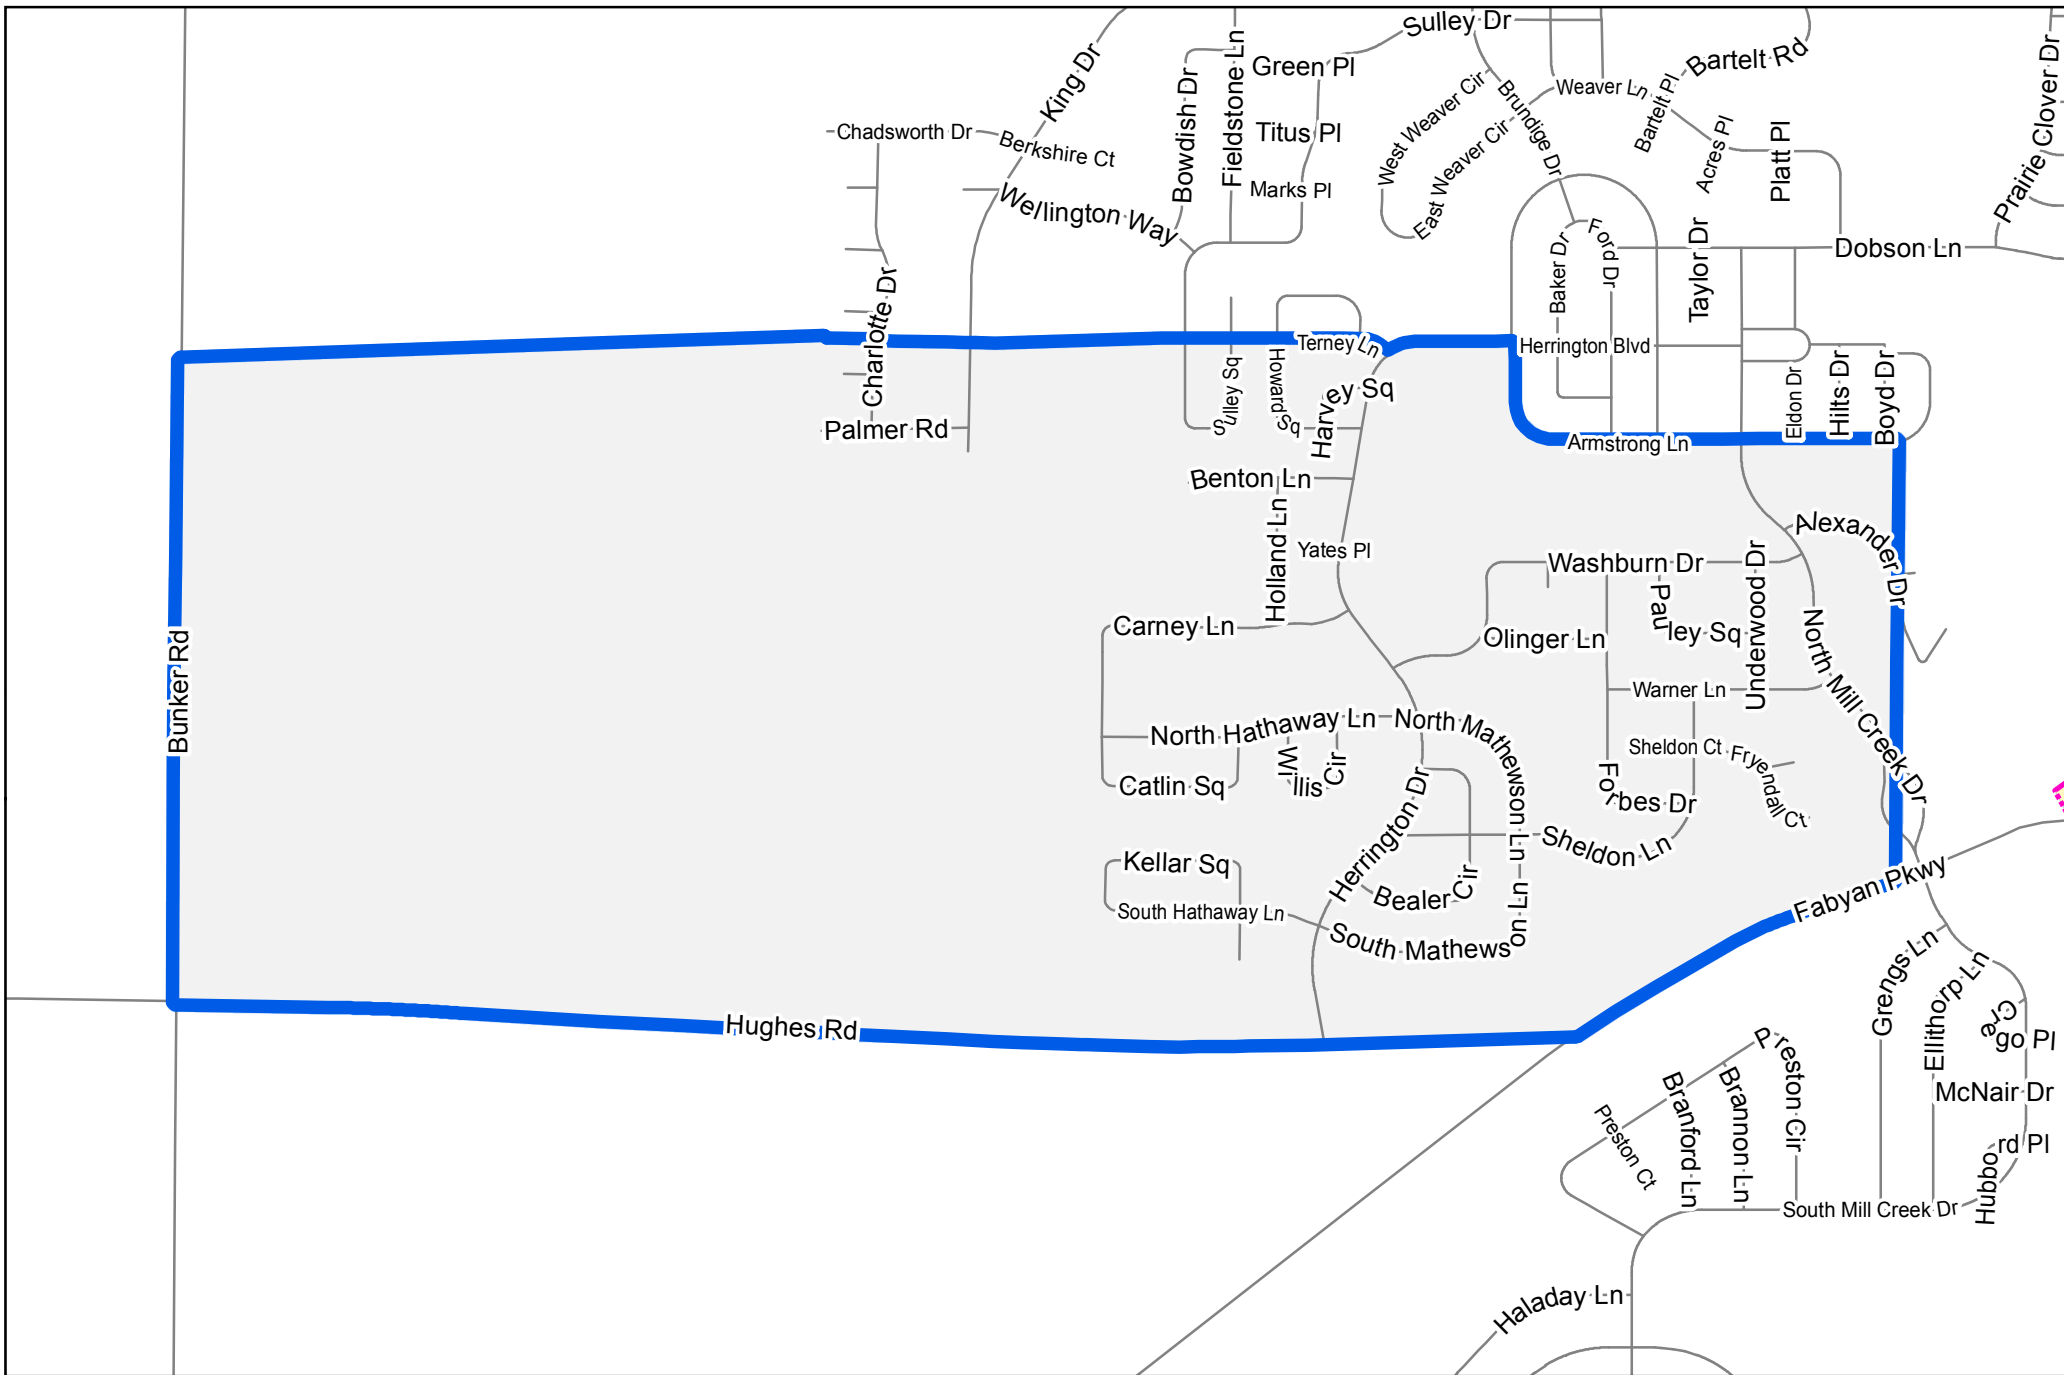 Sulley Dr
King Dr
Fieldstone Ln
Green Pl
Bartelt Rd
Prairie Clover Dr
Bowdish Dr
West Weaver Cir
Brundige Dr
Weaver Ln
Bartelt Pl
Chadsworth Dr
Berkshire Ct
Titus Pl
East Weaver Cir
Acres Pl
Platt Pl
Marks Pl
Wellington Way
Ford Dr
Baker Dr
Taylor Dr
Dobson Ln
Charlotte Dr
Terney Ln
Herrington Blvd
Sulley Sq
Howard Sq
Harvey Sq
Eldon Dr
Hilts Dr
Boyd Dr
Palmer Rd
Armstrong Ln
Benton Ln
Holland Ln
Yates Pl
Alexander Dr
Washburn Dr
Underwood Dr
Pauley Sq
Carney Ln
Olinger Ln
North Mill Creek Dr
Bunker Rd
Warner Ln
North Hathaway Ln
North Mathewson Ln
Sheldon Ct
Fryendall Ct
Willis Cir
Catlin Sq
Forbes Dr
Herrington Dr
Sheldon Ln
Kellar Sq
Bealer Cir
Fabyan Pkwy
South Hathaway Ln
South Mathewson Ln
Grengs Ln
Ellithorp Ln
Crego Pl
Hughes Rd
Preston Cir
Branford Ln
Brannon Ln
McNair Dr
Preston Ct
Hubbord Pl
South Mill Creek Dr
Haladay Ln